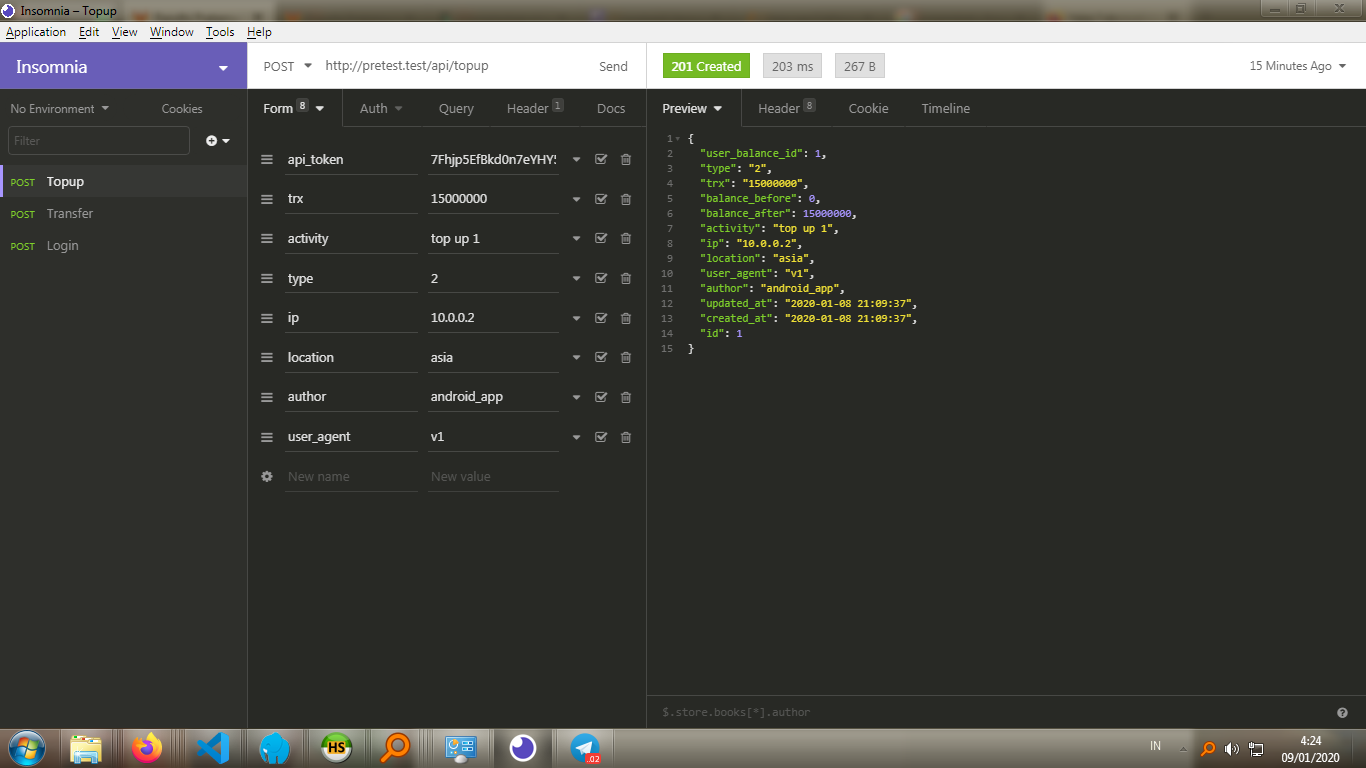 Insomnia – Topup
Application Edit View Window Tools Help
Insomnia
POST http://pretest.test/api/topup Send
201 Created 203 ms 267 B 15 Minutes Ago
No Environment Cookies
Filter
POST Topup
POST Transfer
POST Login
Form 8 Auth Query Header 1 Docs
api_token 7Fhjp5EfBkd0n7eYHY
trx 15000000
activity top up 1
type 2
ip 10.0.0.2
location asia
author android_app
user_agent v1
New name New value
Preview Header 8 Cookie Timeline
1 {
2 "user_balance_id": 1,
3 "type": "2",
4 "trx": "15000000",
5 "balance_before": 0,
6 "balance_after": 15000000,
7 "activity": "top up 1",
8 "ip": "10.0.0.2",
9 "location": "asia",
10 "user_agent": "v1",
11 "author": "android_app",
12 "updated_at": "2020-01-08 21:09:37",
13 "created_at": "2020-01-08 21:09:37",
14 "id": 1
15 }
$.store.books[*].author
HS
.02
IN
4:24
09/01/2020